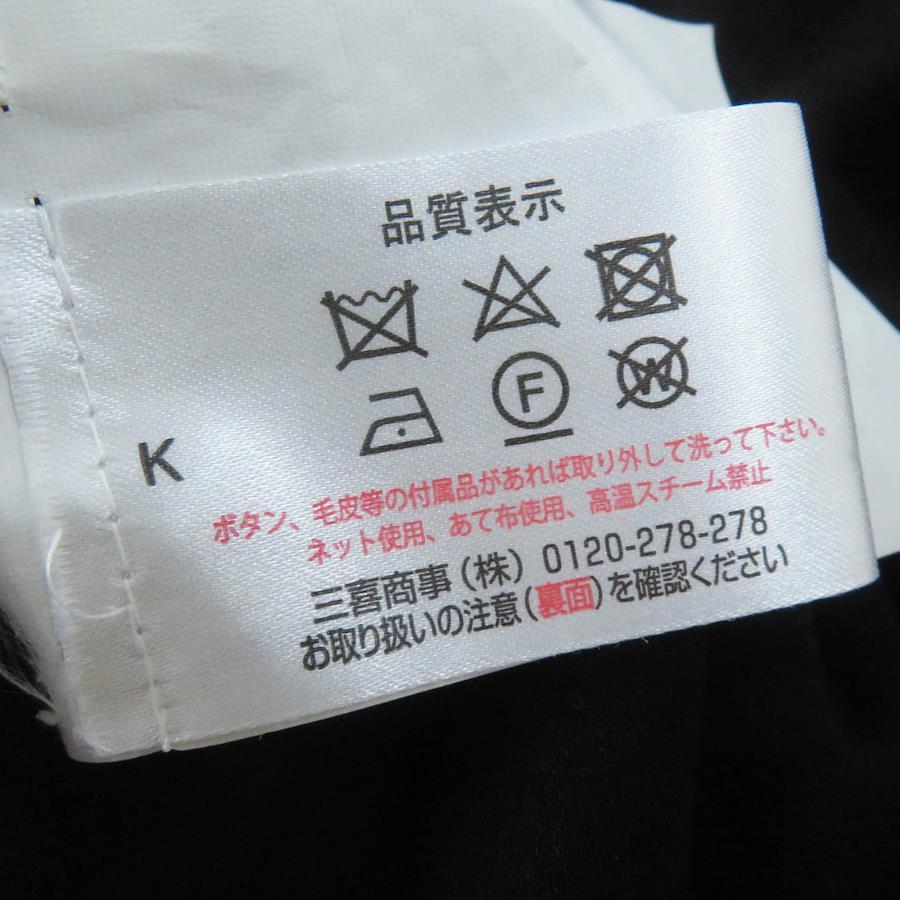 品質表示
F
W
K
ボタン、毛皮等の付属品があれば取り外して洗って下さい。
ネット使用、あて布使用、高温スチーム禁止
三喜商事(株) 0120-278-278
お取り扱いの注意(裏面)を確認ください